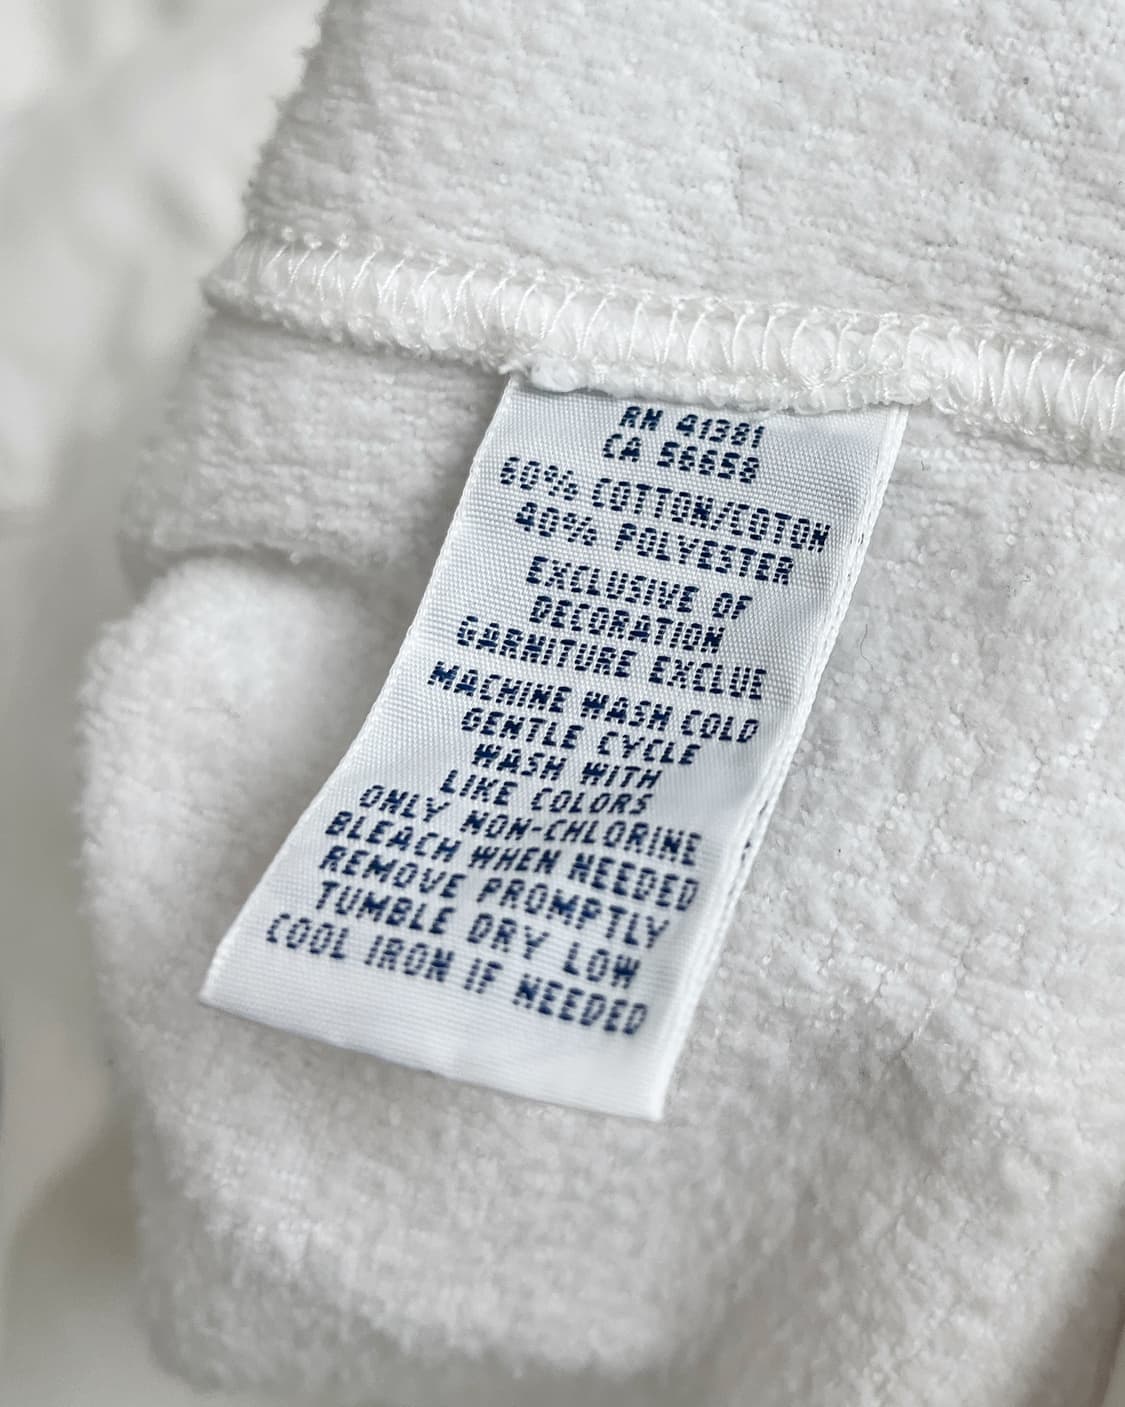 RN 41381
CA 56658
60% COTTON/COTON
40% POLYESTER
EXCLUSIVE OF
DECORATION
GARNITURE EXCLUE
MACHINE WASH COLD
GENTLE CYCLE
WASH WITH
LIKE COLORS
ONLY NON-CHLORINE
BLEACH WHEN NEEDED
REMOVE PROMPTLY
TUMBLE DRY LOW
COOL IRON IF NEEDED